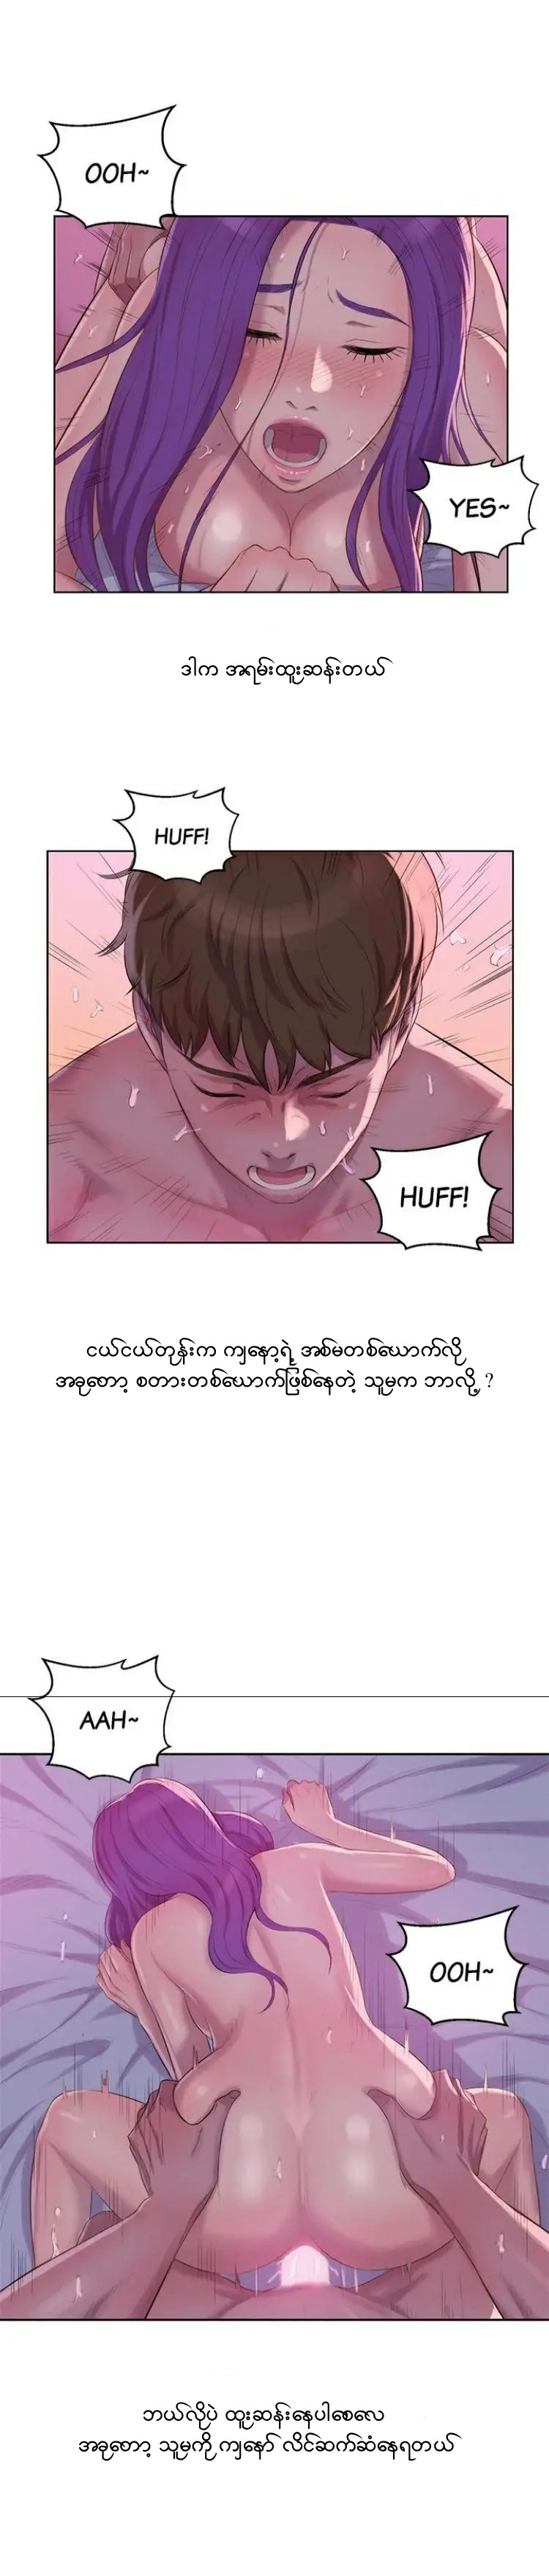 OOH~
YES~
ဒါက အရမ်းထူးဆန်းတယ်
HUFF!
HUFF!
ငယ်ငယ်တုန်းက ကျနော့ရဲ့ အစ်မတစ်ယောက်လို
အခုတော့ စတားတစ်ယောက်ဖြစ်နေတဲ့ သူမက ဘာလို့ ?
AAH~
OOH~
ဘယ်လိုပဲ ထူးဆန်းနေပါစေလေ
အခုတော့ သူမကို ကျနော် လိင်ဆက်ဆံနေရတယ်